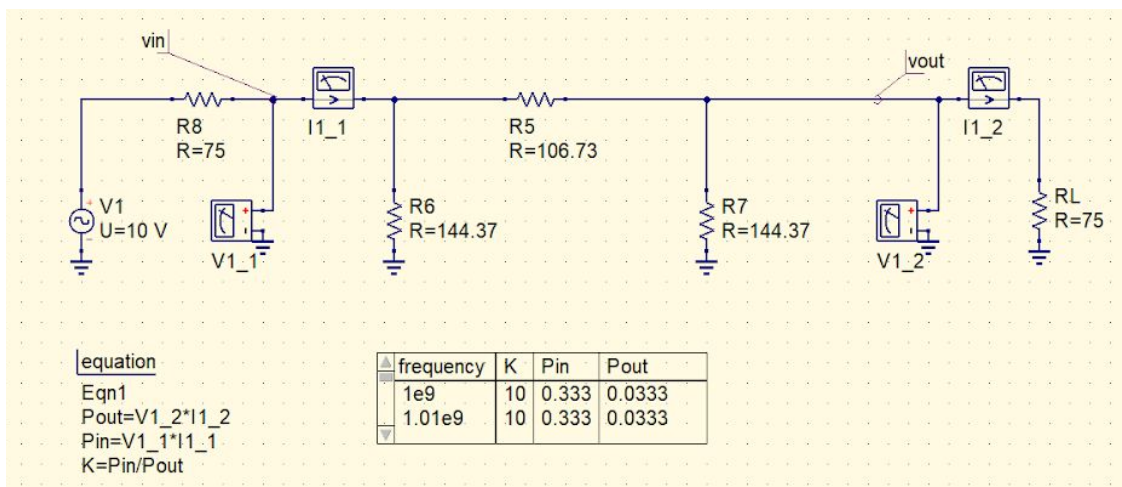 vin
vout
R8
R=75
I1_1
R5
R=106.73
I1_2
V1
U=10 V
V1_1
R6
R=144.37
R7
R=144.37
V1_2
RL
R=75
equation
Eqn1
Pout=V1_2*I1_2
Pin=V1_1*I1_1
K=Pin/Pout
frequency K Pin Pout
1e9 10 0.333 0.0333
1.01e9 10 0.333 0.0333